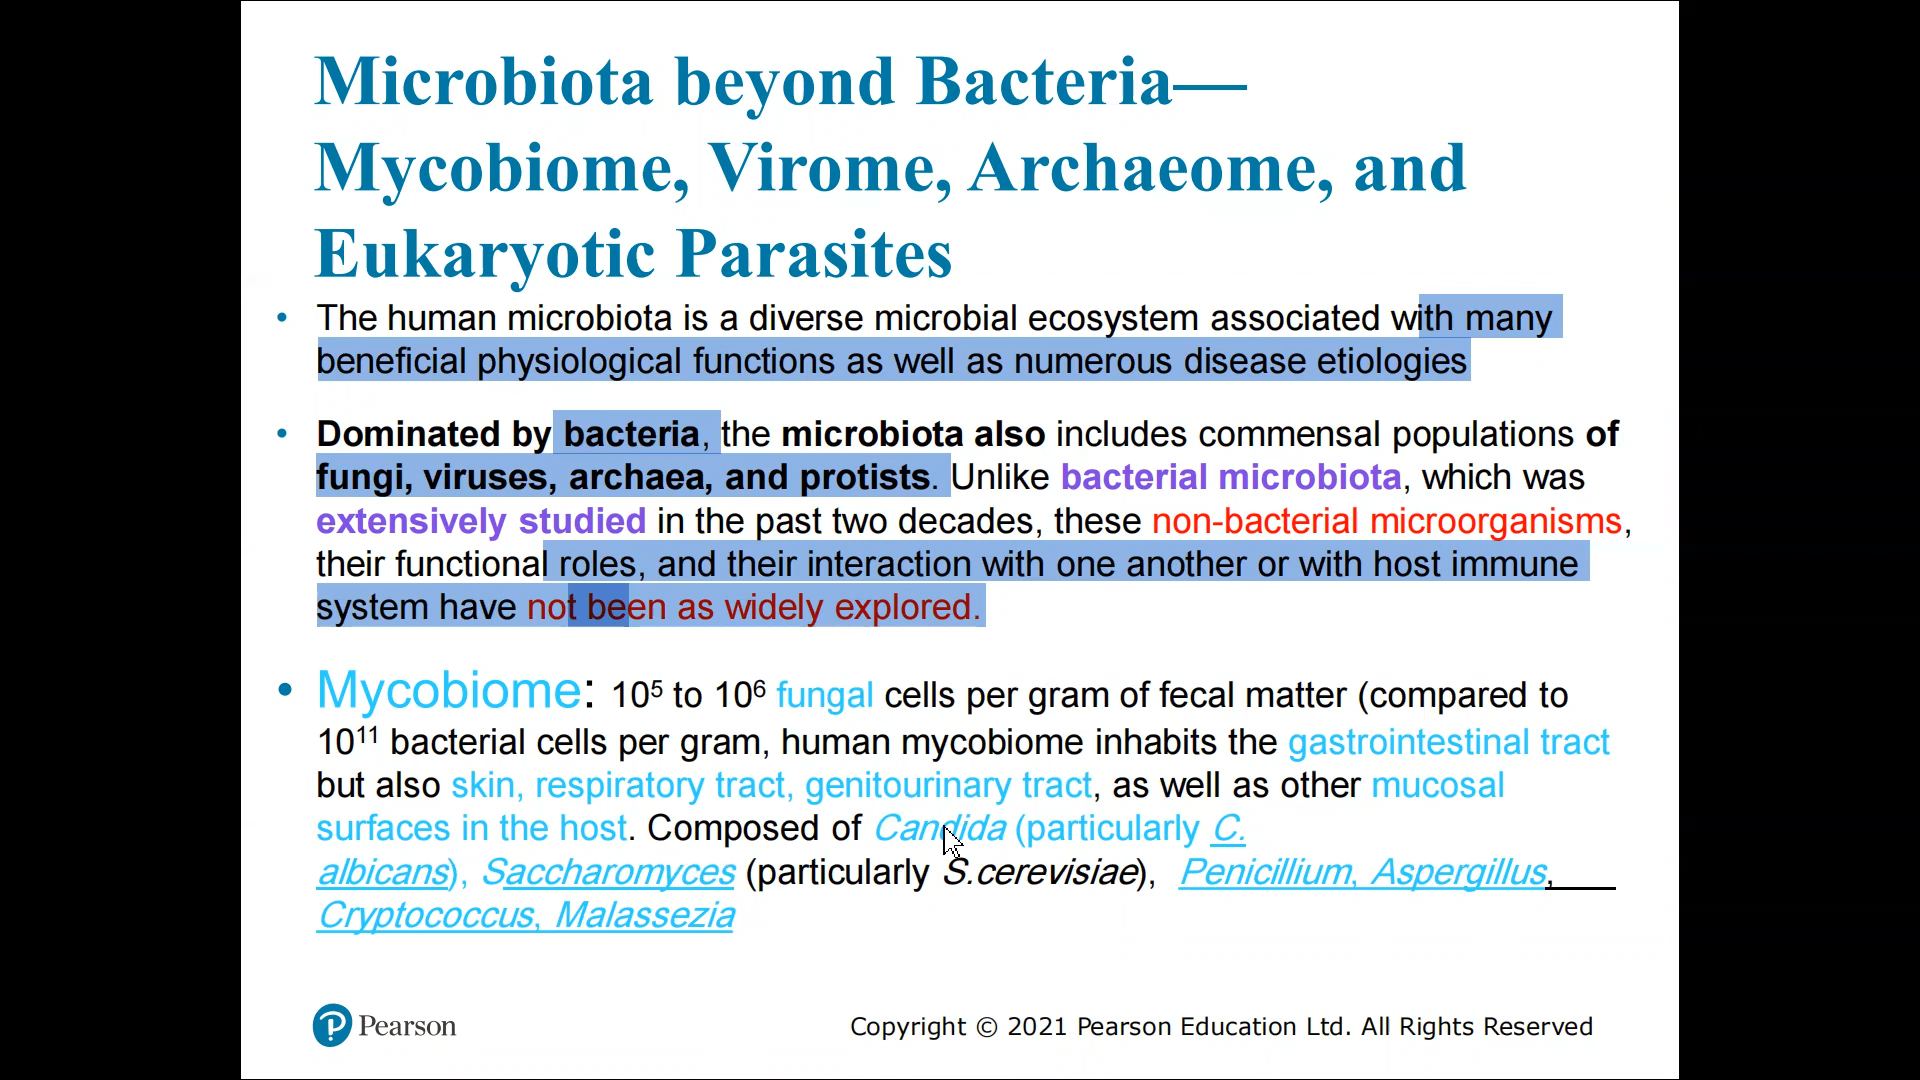 Microbiota beyond Bacteria—
Mycobiome, Virome, Archaeome, and
Eukaryotic Parasites
• The human microbiota is a diverse microbial ecosystem associated with many
beneficial physiological functions as well as numerous disease etiologies
• Dominated by bacteria, the microbiota also includes commensal populations of
fungi, viruses, archaea, and protists. Unlike bacterial microbiota, which was
extensively studied in the past two decades, these non-bacterial microorganisms,
their functional roles, and their interaction with one another or with host immune
system have not been as widely explored.
• Mycobiome: 10⁵ to 10⁶ fungal cells per gram of fecal matter (compared to
10¹¹ bacterial cells per gram, human mycobiome inhabits the gastrointestinal tract
but also skin, respiratory tract, genitourinary tract, as well as other mucosal
surfaces in the host. Composed of Candida (particularly C.
albicans), Saccharomyces (particularly S.cerevisiae), Penicillium, Aspergillus,
Cryptococcus, Malassezia
Pearson
Copyright © 2021 Pearson Education Ltd. All Rights Reserved